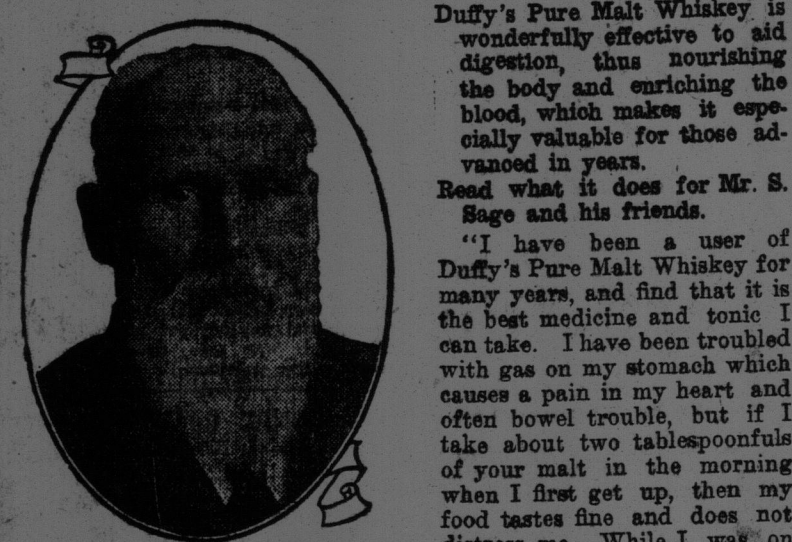 Duffy's Pure Malt Whiskey is
wonderfully effective to aid
digestion, thus nourishing
the body and enriching the
blood, which makes it espe-
cially valuable for those ad-
vanced in years.
Read what it does for Mr. S.
Sage and his friends.
"I have been a user of
Duffy's Pure Malt Whiskey for
many years, and find that it is
the best medicine and tonic I
can take. I have been troubled
with gas on my stomach which
causes a pain in my heart and
often bowel trouble, but if I
take about two tablespoonfuls
of your malt in the morning
when I first get up, then my
food tastes fine and does not
distress me. While I was on